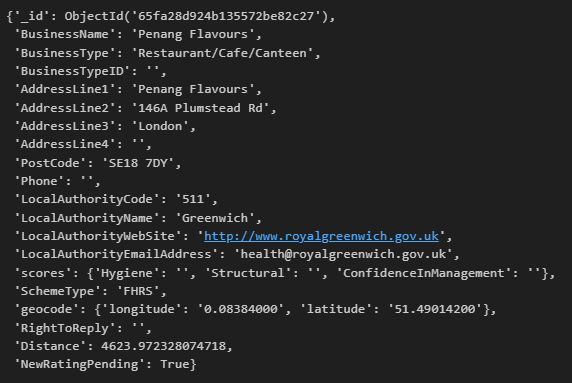 {'_id': ObjectId('65fa28d924b135572be82c27'),
'BusinessName': 'Penang Flavours',
'BusinessType': 'Restaurant/Cafe/Canteen',
'BusinessTypeID': '',
'AddressLine1': 'Penang Flavours',
'AddressLine2': '146A Plumstead Rd',
'AddressLine3': 'London',
'AddressLine4': '',
'PostCode': 'SE18 7DY',
'Phone': '',
'LocalAuthorityCode': '511',
'LocalAuthorityName': 'Greenwich',
'LocalAuthorityWebSite': 'http://www.royalgreenwich.gov.uk',
'LocalAuthorityEmailAddress': 'health@royalgreenwich.gov.uk',
'scores': {'Hygiene': '', 'Structural': '', 'ConfidenceInManagement': ''},
'SchemeType': 'FHRS',
'geocode': {'longitude': '0.08384000', 'latitude': '51.49014200'},
'RightToReply': '',
'Distance': 4623.972328074718,
'NewRatingPending': True}